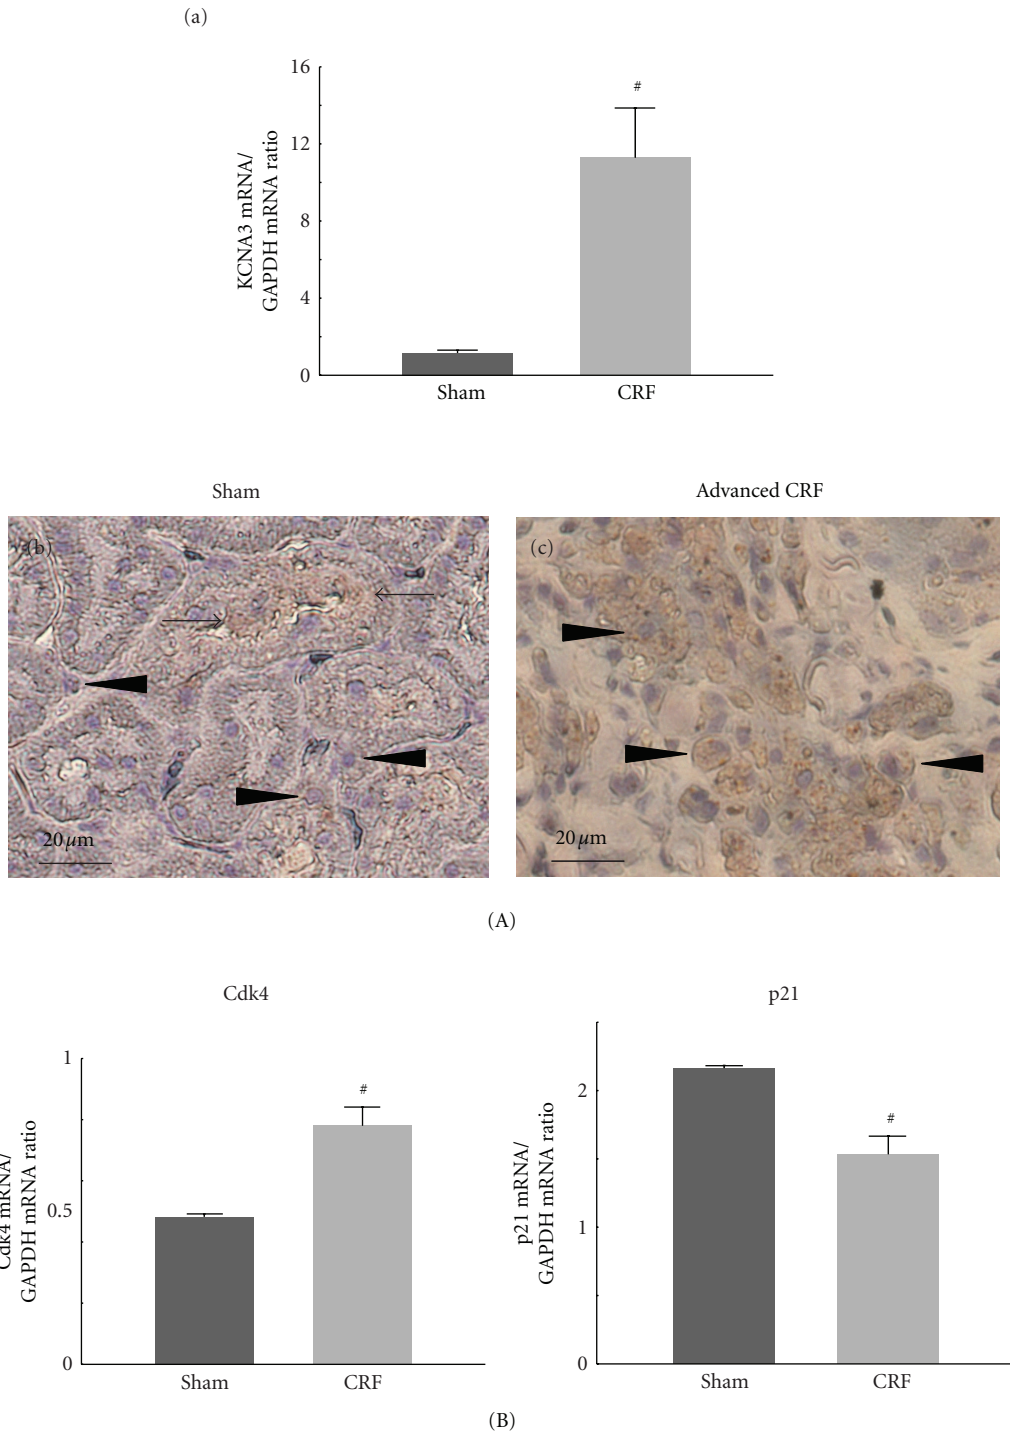 (a)
16
12
8
4
0
KCNA3 mRNA/
GAPDH mRNA ratio
#
Sham
CRF
Sham
Advanced CRF
(b)
(c)
20 μm
20 μm
(A)
Cdk4
p21
1
0.5
0
Cdk4 mRNA/
GAPDH mRNA ratio
#
Sham
CRF
2
1
0
p21 mRNA/
GAPDH mRNA ratio
#
Sham
CRF
(B)